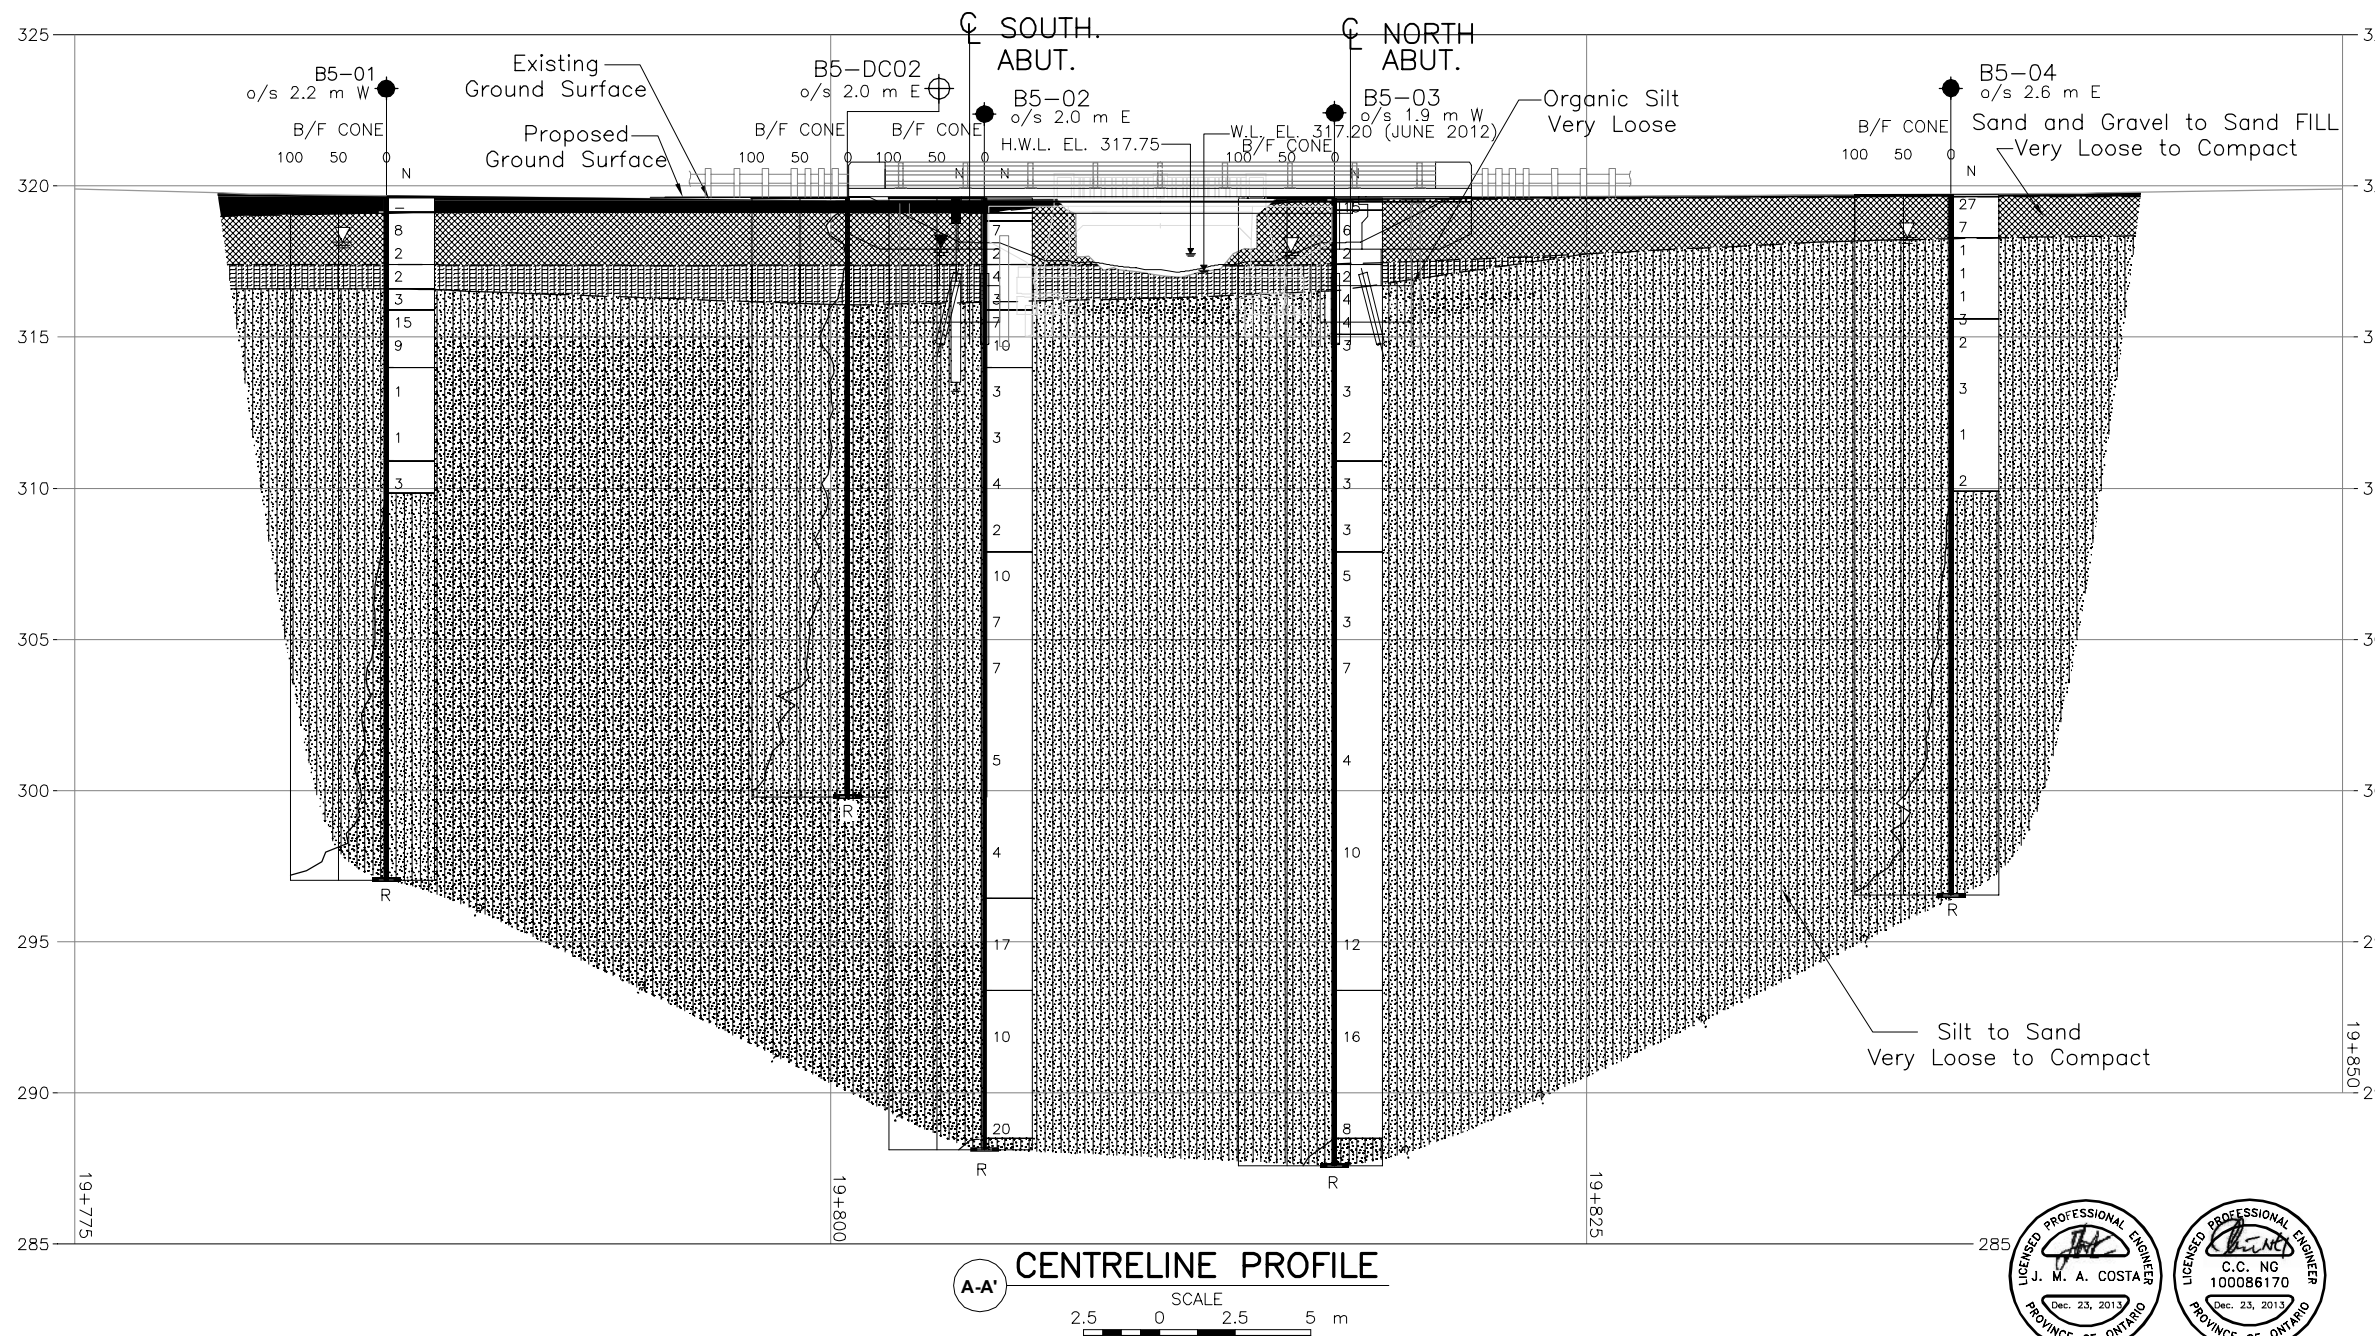 325
℄ SOUTH.
ABUT.
℄ NORTH
ABUT.
B5-01
o/s 2.2 m W
Existing
Ground Surface
Proposed
Ground Surface
B5-DC02
o/s 2.0 m E
B5-02
o/s 2.0 m E
B5-03
o/s 1.9 m W
Organic Silt
Very Loose
B5-04
o/s 2.6 m E
Sand and Gravel to Sand FILL
Very Loose to Compact
H.W.L. EL. 317.75
W.L. EL. 317.20 (JUNE 2012)
B/F CONE
100 50 0
N
B/F CONE
100 50 0
N
B/F CONE
100 50 0
N
B/F CONE
100 50 0
N
B/F CONE
100 50 0
N
320
315
310
305
300
295
290
285
8
2
2
3
15
9
1
1
3
R
R
7
2
4
3
7
10
3
3
4
2
10
7
7
5
4
17
10
20
R
15
6
2
2
4
4
3
3
2
3
3
5
3
7
4
10
12
16
8
R
27
7
1
1
1
3
2
3
1
2
R
Silt to Sand
Very Loose to Compact
19+775
19+800
19+825
19+850
285
A-A'
CENTRELINE PROFILE
SCALE
2.5 0 2.5 5 m
LICENSED PROFESSIONAL ENGINEER
J. M. A. COSTA
Dec. 23, 2013
PROVINCE OF ONTARIO
LICENSED PROFESSIONAL ENGINEER
C.C. NG
100086170
Dec. 23, 2013
PROVINCE OF ONTARIO